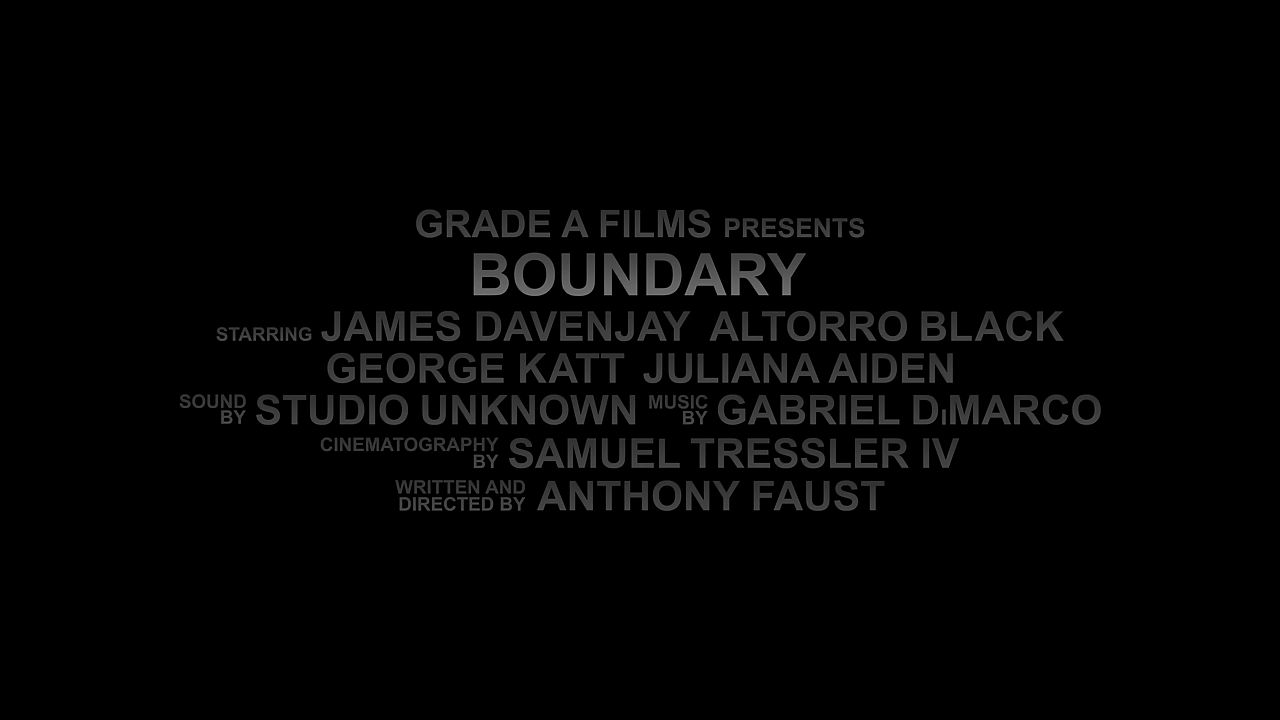 GRADE A FILMS PRESENTS
BOUNDARY
STARRING JAMES DAVENJAY ALTORRO BLACK
GEORGE KATT JULIANA AIDEN
SOUND BY STUDIO UNKNOWN MUSIC BY GABRIEL DiMARCO
CINEMATOGRAPHY BY SAMUEL TRESSLER IV
WRITTEN AND DIRECTED BY ANTHONY FAUST